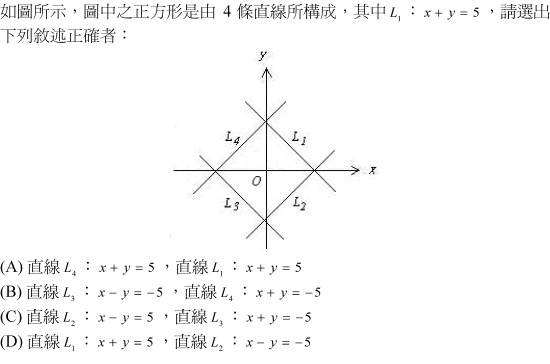 如圖所示，圖中之正方形是由 4 條直線所構成，其中 L₁：x + y = 5，請選出
下列敘述正確者：
y
L₄ L₁
O x
L₃ L₂
(A) 直線 L₄：x + y = 5，直線 L₁：x + y = 5
(B) 直線 L₃：x − y = −5，直線 L₄：x + y = −5
(C) 直線 L₂：x − y = 5，直線 L₃：x + y = −5
(D) 直線 L₁：x + y = 5，直線 L₂：x − y = −5